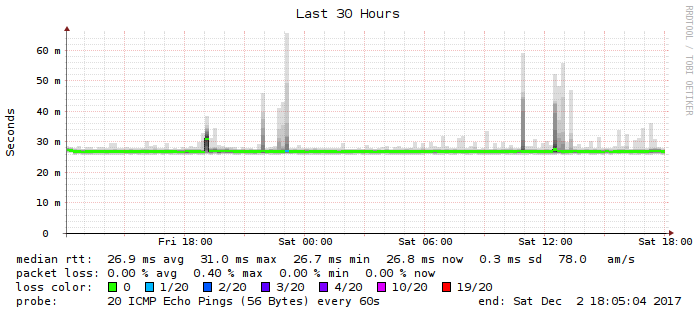 Last 30 Hours
RRDTOOL / TOBI OETIKER
Seconds
60 m
50 m
40 m
30 m
20 m
10 m
0
Fri 18:00 Sat 00:00 Sat 06:00 Sat 12:00 Sat 18:00
median rtt: 26.9 ms avg 31.0 ms max 26.7 ms min 26.8 ms now 0.3 ms sd 78.0 am/s
packet loss: 0.00 % avg 0.40 % max 0.00 % min 0.00 % now
loss color: 0 1/20 2/20 3/20 4/20 10/20 19/20
probe: 20 ICMP Echo Pings (56 Bytes) every 60s end: Sat Dec 2 18:05:04 2017